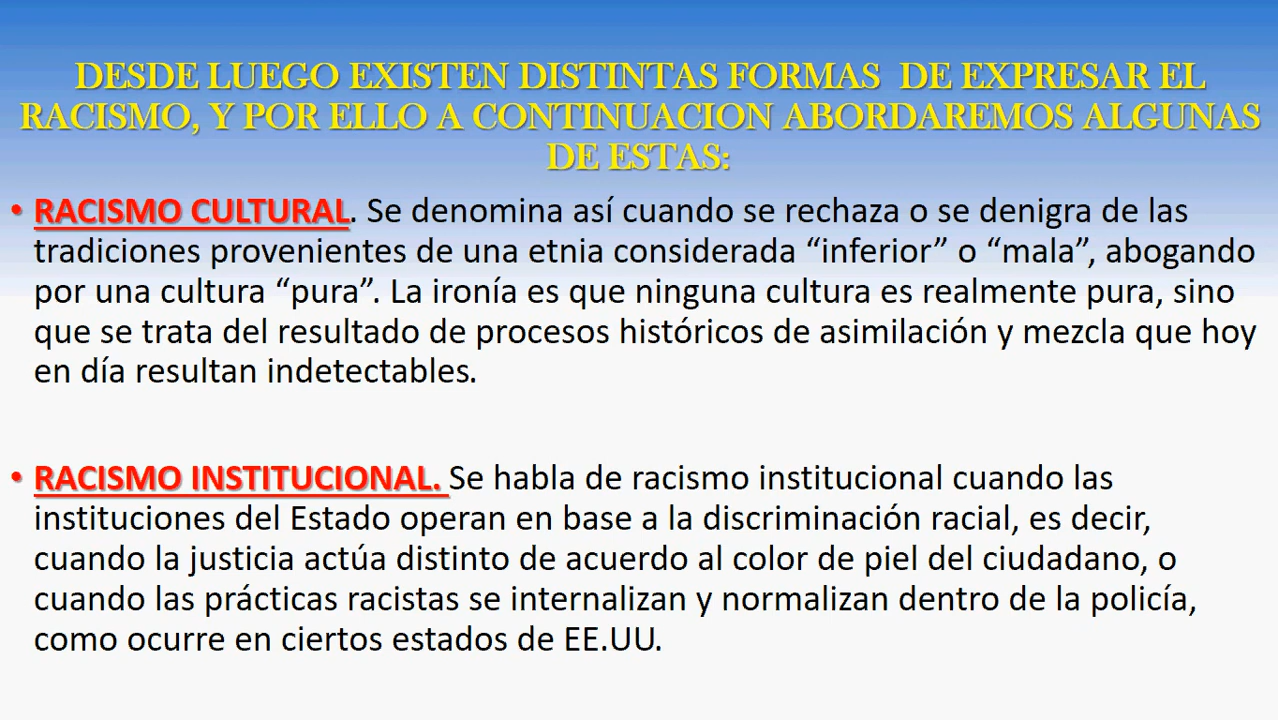 DESDE LUEGO EXISTEN DISTINTAS FORMAS  DE EXPRESAR EL
RACISMO, Y POR ELLO A CONTINUACION ABORDAREMOS ALGUNAS
DE ESTAS:
• RACISMO CULTURAL. Se denomina así cuando se rechaza o se denigra de las
tradiciones provenientes de una etnia considerada “inferior” o “mala”, abogando
por una cultura “pura”. La ironía es que ninguna cultura es realmente pura, sino
que se trata del resultado de procesos históricos de asimilación y mezcla que hoy
en día resultan indetectables.
• RACISMO INSTITUCIONAL. Se habla de racismo institucional cuando las
instituciones del Estado operan en base a la discriminación racial, es decir,
cuando la justicia actúa distinto de acuerdo al color de piel del ciudadano, o
cuando las prácticas racistas se internalizan y normalizan dentro de la policía,
como ocurre en ciertos estados de EE.UU.